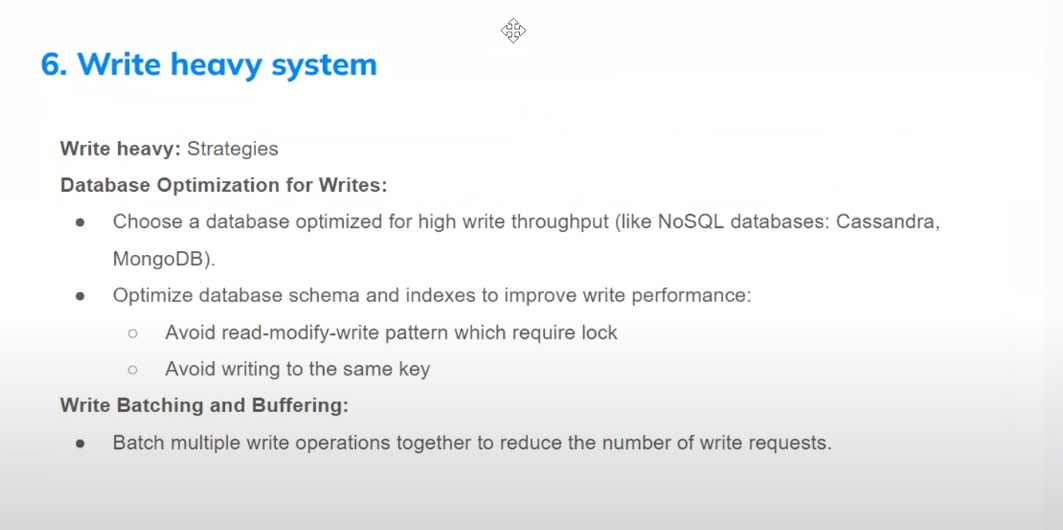 6. Write heavy system
Write heavy: Strategies
Database Optimization for Writes:
● Choose a database optimized for high write throughput (like NoSQL databases: Cassandra,
MongoDB).
● Optimize database schema and indexes to improve write performance:
○ Avoid read-modify-write pattern which require lock
○ Avoid writing to the same key
Write Batching and Buffering:
● Batch multiple write operations together to reduce the number of write requests.